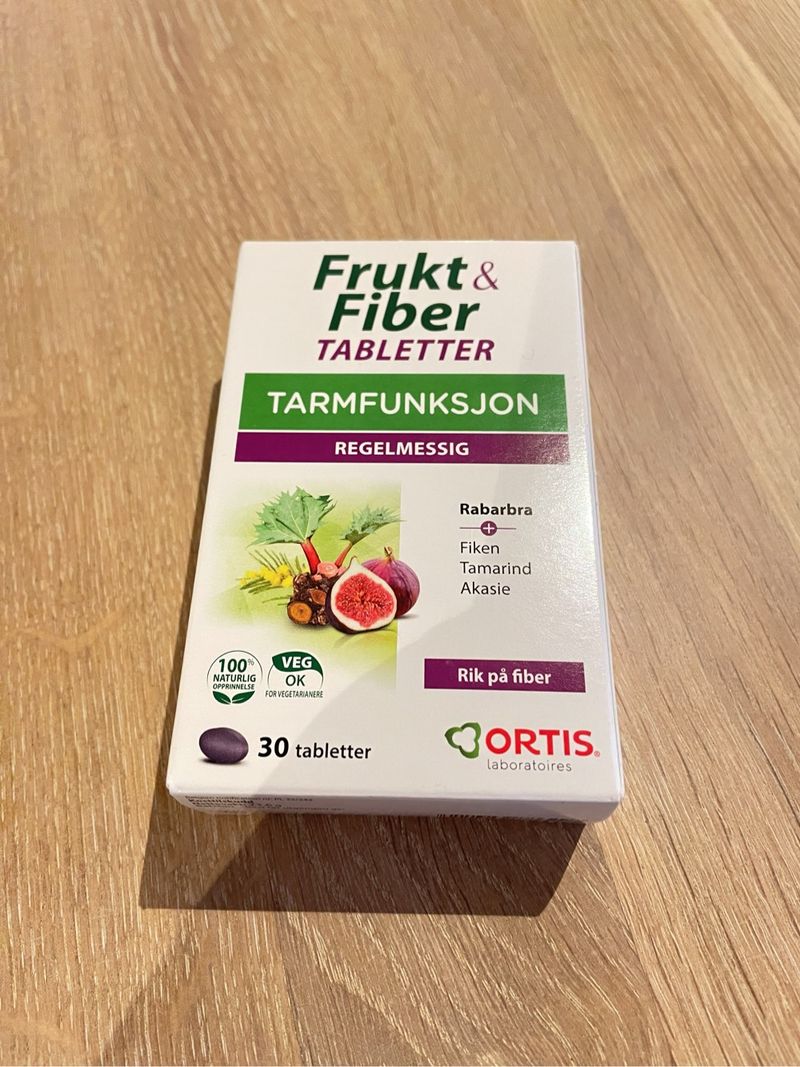 Frukt &
Fiber
TABLETTER
TARMFUNKSJON
REGELMESSIG
Rabarbra
+
Fiken
Tamarind
Akasie
100%
NATURLIG
OPPRINNELSE
VEG
OK
FOR VEGETARIANERE
Rik på fiber
30 tabletter
ORTIS®
laboratoires
Kosttilskudd